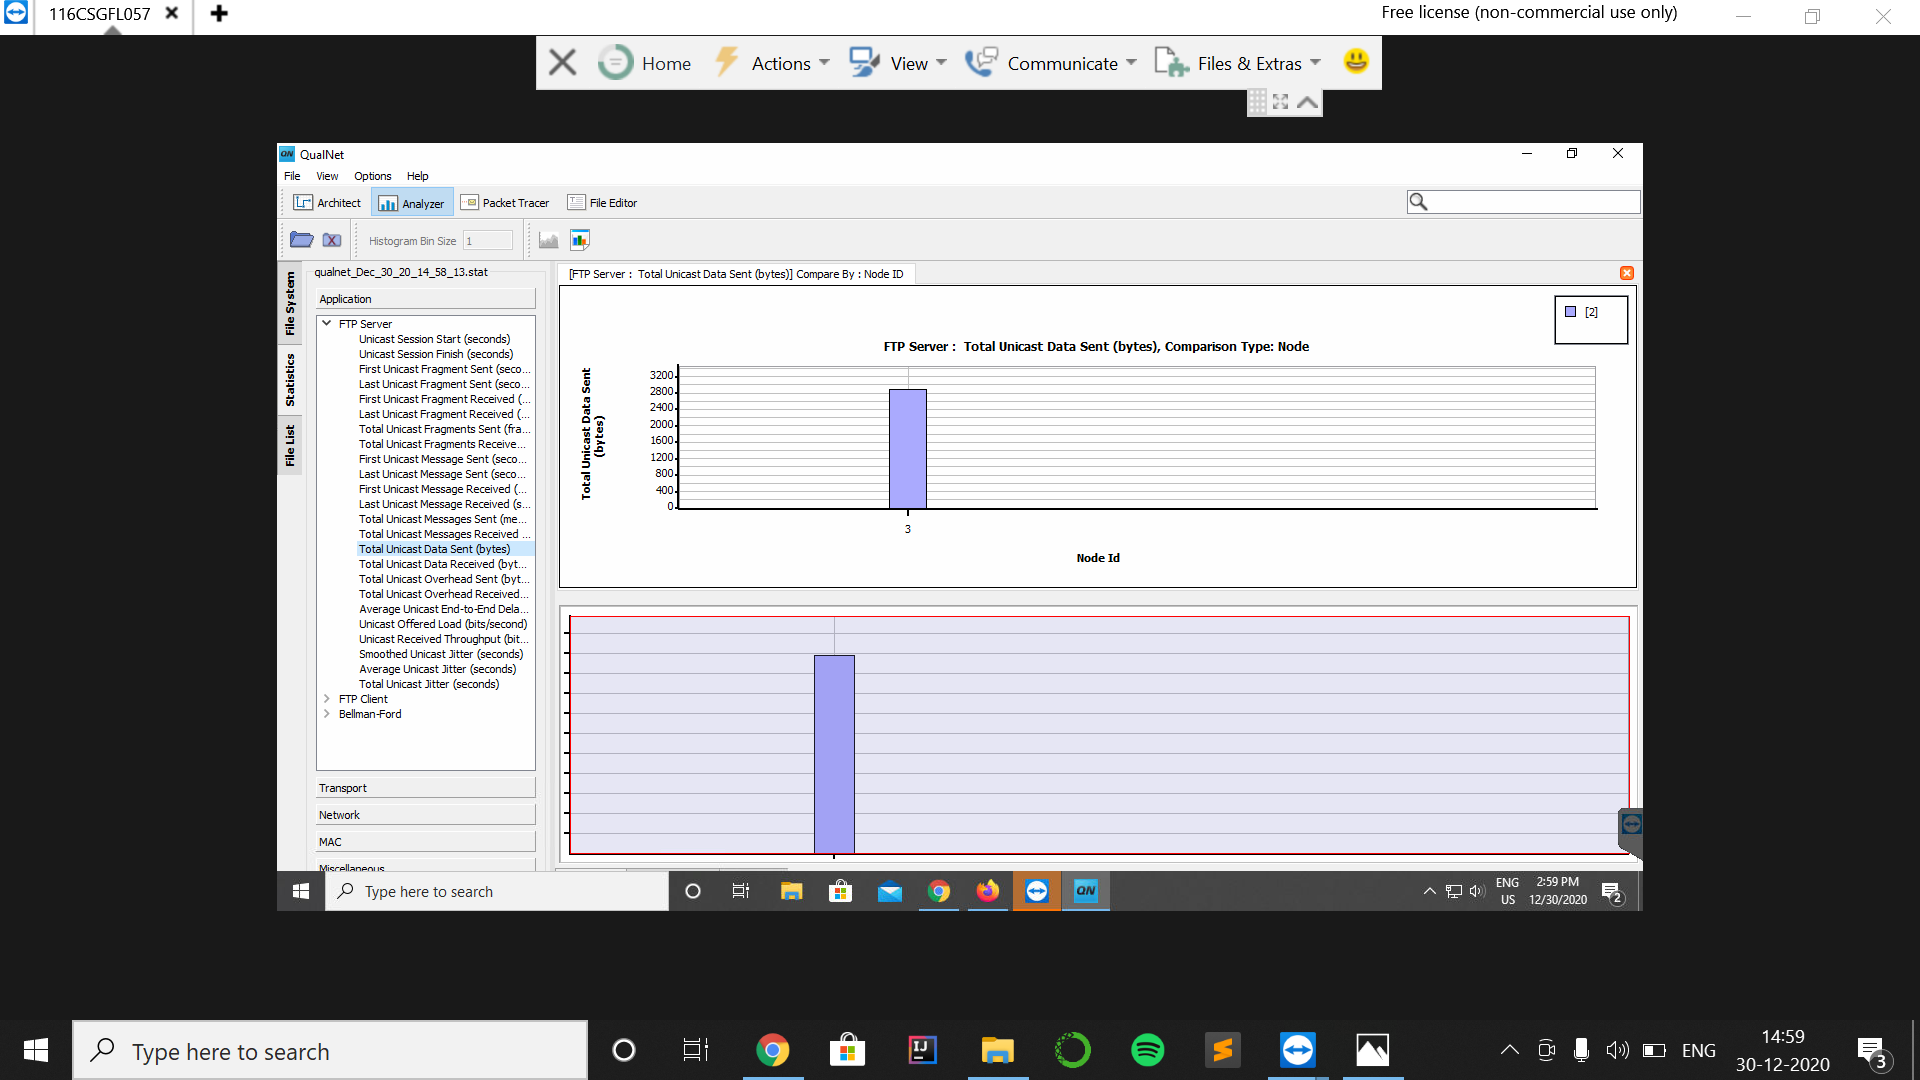 116CSGFL057
Free license (non-commercial use only)
Home
Actions
View
Communicate
Files & Extras
QN QualNet
File View Options Help
Architect
Analyzer
Packet Tracer
File Editor
Histogram Bin Size 1
File System
Statistics
File List
qualnet_Dec_30_20_14_58_13.stat
Application
FTP Server
Unicast Session Start (seconds)
Unicast Session Finish (seconds)
First Unicast Fragment Sent (seco...
Last Unicast Fragment Sent (seco...
First Unicast Fragment Received (...
Last Unicast Fragment Received (...
Total Unicast Fragments Sent (fra...
Total Unicast Fragments Receive...
First Unicast Message Sent (seco...
Last Unicast Message Sent (seco...
First Unicast Message Received (...
Last Unicast Message Received (s...
Total Unicast Messages Sent (me...
Total Unicast Messages Received ...
Total Unicast Data Sent (bytes)
Total Unicast Data Received (byt...
Total Unicast Overhead Sent (byt...
Total Unicast Overhead Received...
Average Unicast End-to-End Dela...
Unicast Offered Load (bits/second)
Unicast Received Throughput (bit...
Smoothed Unicast Jitter (seconds)
Average Unicast Jitter (seconds)
Total Unicast Jitter (seconds)
FTP Client
Bellman-Ford
Transport
Network
MAC
Miscellaneous
[FTP Server : Total Unicast Data Sent (bytes)] Compare By : Node ID
[2]
FTP Server : Total Unicast Data Sent (bytes), Comparison Type: Node
Total Unicast Data Sent
(bytes)
3200
2800
2400
2000
1600
1200
800
400
0
3
Node Id
Type here to search
QN
ENG
US
2:59 PM
12/30/2020
2
Type here to search
IJ
ENG
14:59
30-12-2020
3